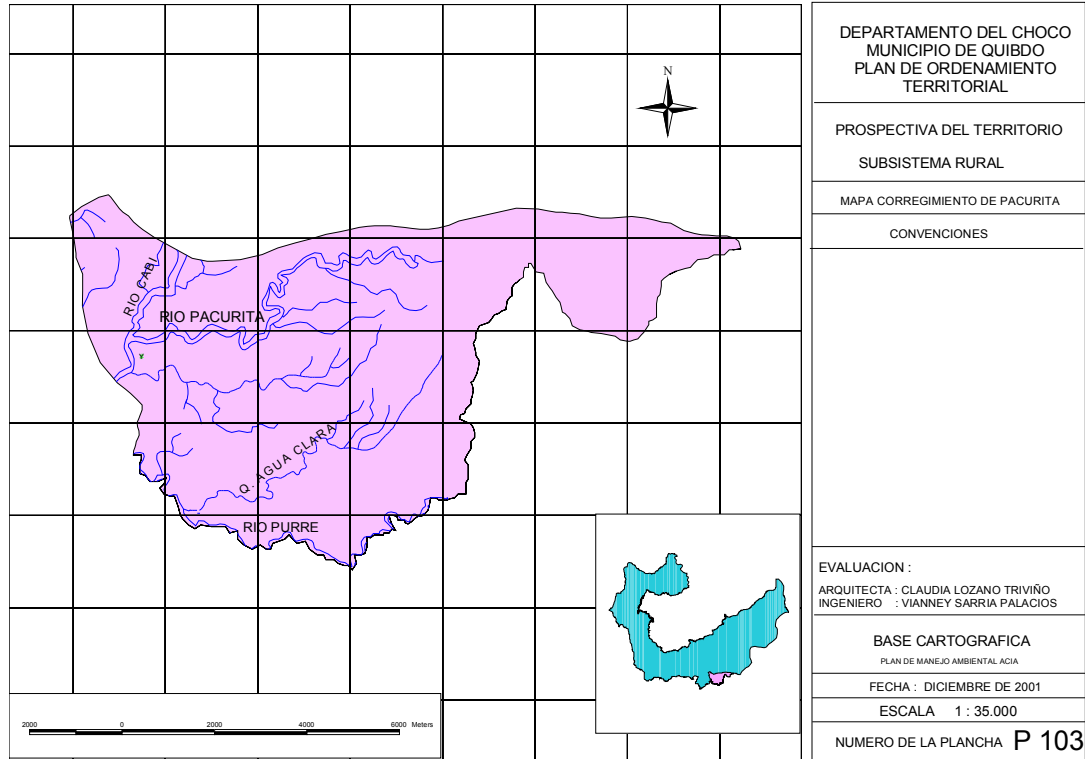 N
RIO CABI
RIO PACURITA
Y
Q. AGUA CLARA
RIO PURRE
2000 0 2000 4000 6000 Meters
DEPARTAMENTO DEL CHOCO
MUNICIPIO DE QUIBDO
PLAN DE ORDENAMIENTO
TERRITORIAL
PROSPECTIVA DEL TERRITORIO
SUBSISTEMA RURAL
MAPA CORREGIMIENTO DE PACURITA
CONVENCIONES
EVALUACION :
ARQUITECTA : CLAUDIA LOZANO TRIVIÑO
INGENIERO : VIANNEY SARRIA PALACIOS
BASE CARTOGRAFICA
PLAN DE MANEJO AMBIENTAL ACIA
FECHA : DICIEMBRE DE 2001
ESCALA 1 : 35.000
NUMERO DE LA PLANCHA P 103